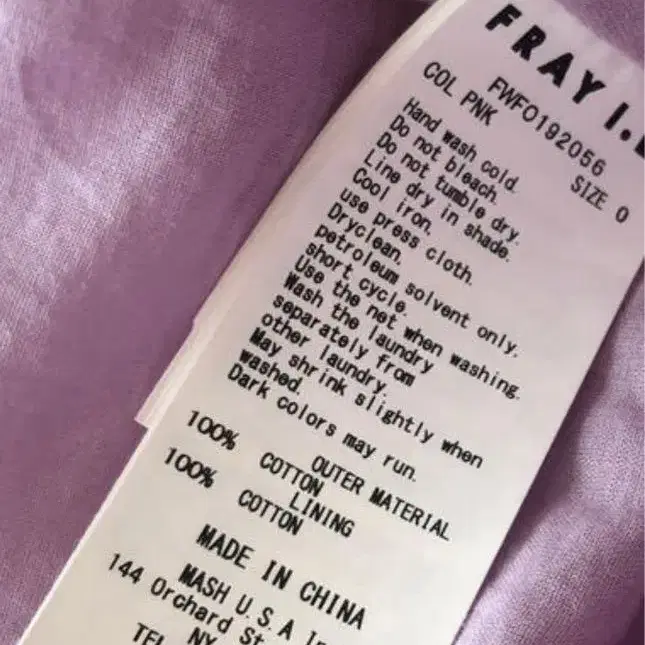 FRAY I.
FWFO192056
COL PNK SIZE 0
Hand wash cold.
Do not bleach.
Do not tumble dry.
Line dry in shade.
Cool iron.
use press cloth.
Dryclean.
petroleum solvent only.
short cycle.
Use the net when washing.
Wash the laundry
separately from
other laundry.
May shrink slightly when
washed.
Dark colors may run.
OUTER MATERIAL
100% COTTON
LINING
100% COTTON
MADE IN CHINA
MASH U.S.A
144 Orchard St
NY
TEL